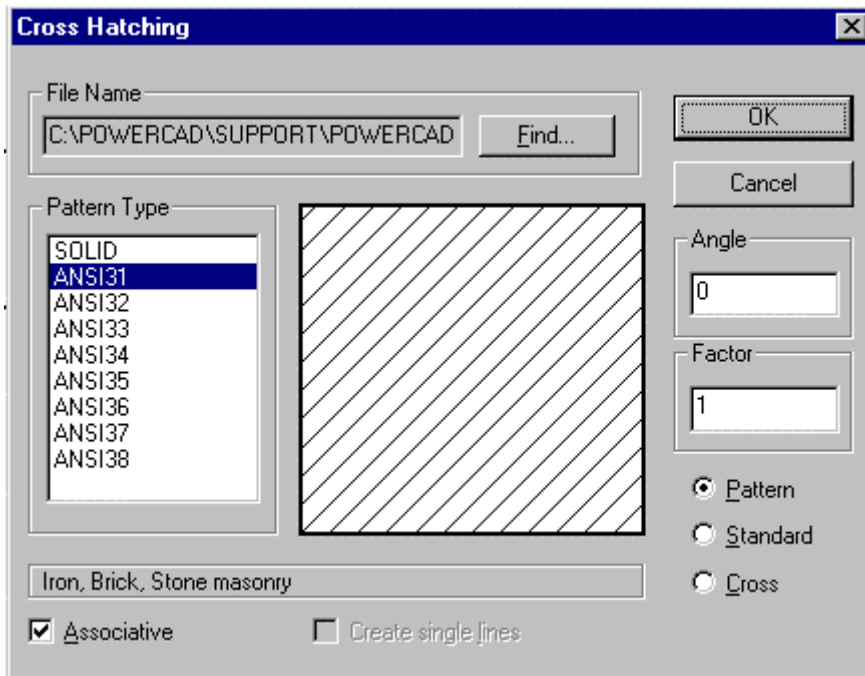 Cross Hatching
File Name
C:\POWERCAD\SUPPORT\POWERCAD
Find...
OK
Cancel
Pattern Type
SOLID
ANSI31
ANSI32
ANSI33
ANSI34
ANSI35
ANSI36
ANSI37
ANSI38
Angle
0
Factor
1
Pattern
Standard
Cross
Iron, Brick, Stone masonry
Associative
Create single lines